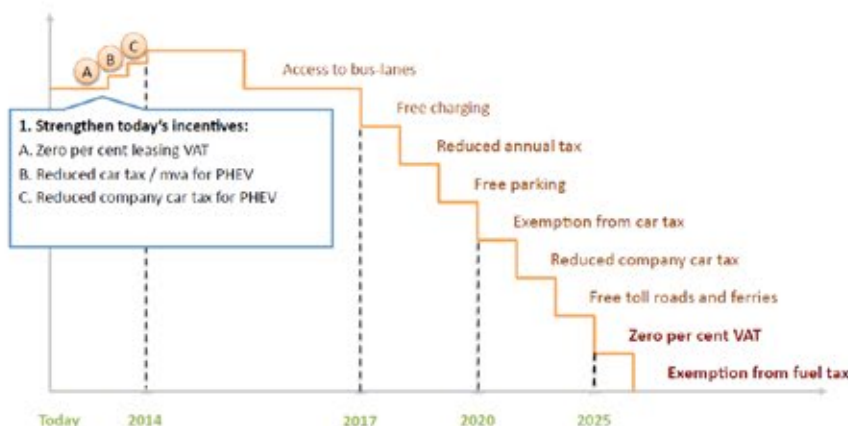 A
B
C
1. Strengthen today's incentives:
A. Zero per cent leasing VAT
B. Reduced car tax / mva for PHEV
C. Reduced company car tax for PHEV
Access to bus-lanes
Free charging
Reduced annual tax
Free parking
Exemption from car tax
Reduced company car tax
Free toll roads and ferries
Zero per cent VAT
Exemption from fuel tax
Today
2014
2017
2020
2025